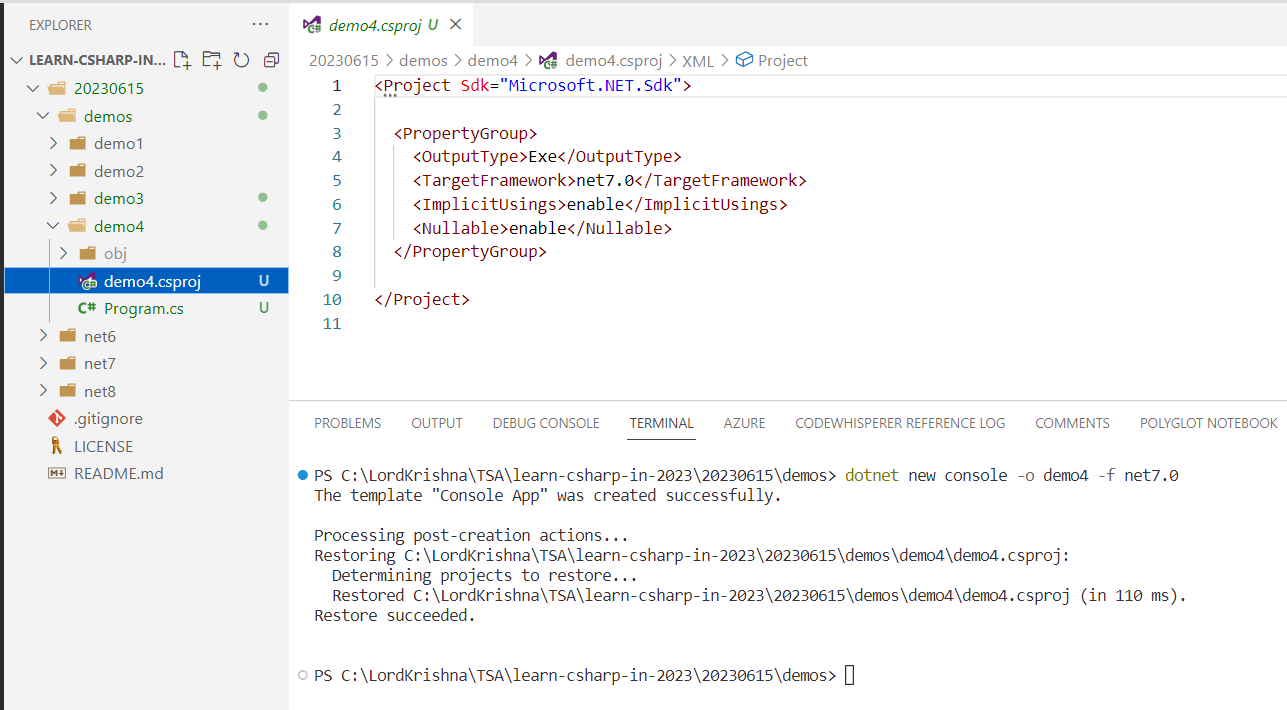 EXPLORER ...
LEARN-CSHARP-IN...
20230615
demos
demo1
demo2
demo3
demo4
obj
demo4.csproj U
C# Program.cs U
net6
net7
net8
.gitignore
LICENSE
README.md
demo4.csproj U
20230615 > demos > demo4 > demo4.csproj > XML > Project
1 <Project Sdk="Microsoft.NET.Sdk">
2
3 <PropertyGroup>
4 <OutputType>Exe</OutputType>
5 <TargetFramework>net7.0</TargetFramework>
6 <ImplicitUsings>enable</ImplicitUsings>
7 <Nullable>enable</Nullable>
8 </PropertyGroup>
9
10 </Project>
11
PROBLEMS OUTPUT DEBUG CONSOLE TERMINAL AZURE CODEWHISPERER REFERENCE LOG COMMENTS POLYGLOT NOTEBOOK
PS C:\LordKrishna\TSA\learn-csharp-in-2023\20230615\demos> dotnet new console -o demo4 -f net7.0
The template "Console App" was created successfully.
Processing post-creation actions...
Restoring C:\LordKrishna\TSA\learn-csharp-in-2023\20230615\demos\demo4\demo4.csproj:
Determining projects to restore...
Restored C:\LordKrishna\TSA\learn-csharp-in-2023\20230615\demos\demo4\demo4.csproj (in 110 ms).
Restore succeeded.
PS C:\LordKrishna\TSA\learn-csharp-in-2023\20230615\demos>